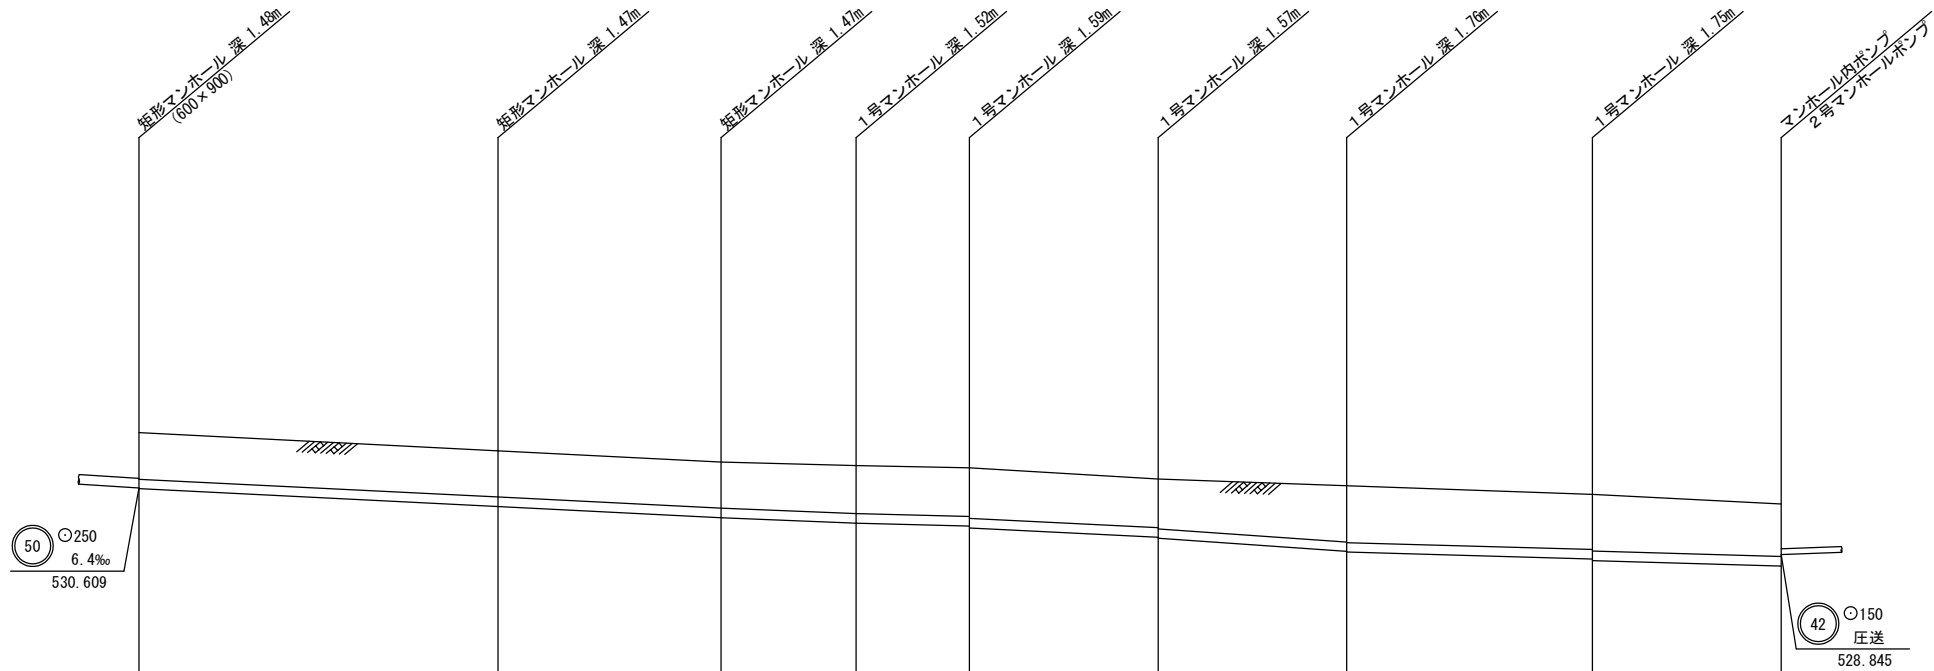 矩形マンホール 深 1.48m
(600×900)
矩形マンホール 深 1.47m
矩形マンホール 深 1.47m
1号マンホール 深 1.52m
1号マンホール 深 1.59m
1号マンホール 深 1.57m
1号マンホール 深 1.76m
1号マンホール 深 1.75m
マンホール内ポンプ
2号マンホールポンプ
50
⊙250
6.4‰
530.609
42
⊙150
圧送
528.845